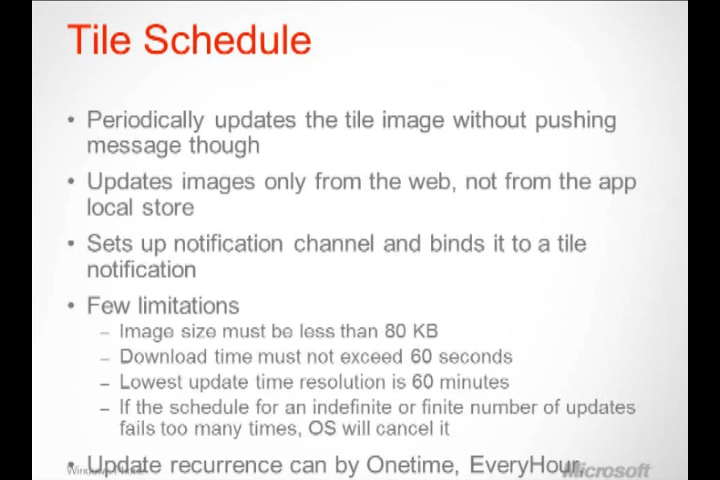 Tile Schedule
• Periodically updates the tile image without pushing
message though
• Updates images only from the web, not from the app
local store
• Sets up notification channel and binds it to a tile
notification
• Few limitations
– Image size must be less than 80 KB
– Download time must not exceed 60 seconds
– Lowest update time resolution is 60 minutes
– If the schedule for an indefinite or finite number of updates
fails too many times, OS will cancel it
• Update recurrence can by Onetime, EveryHour,
Windows Phone
Microsoft